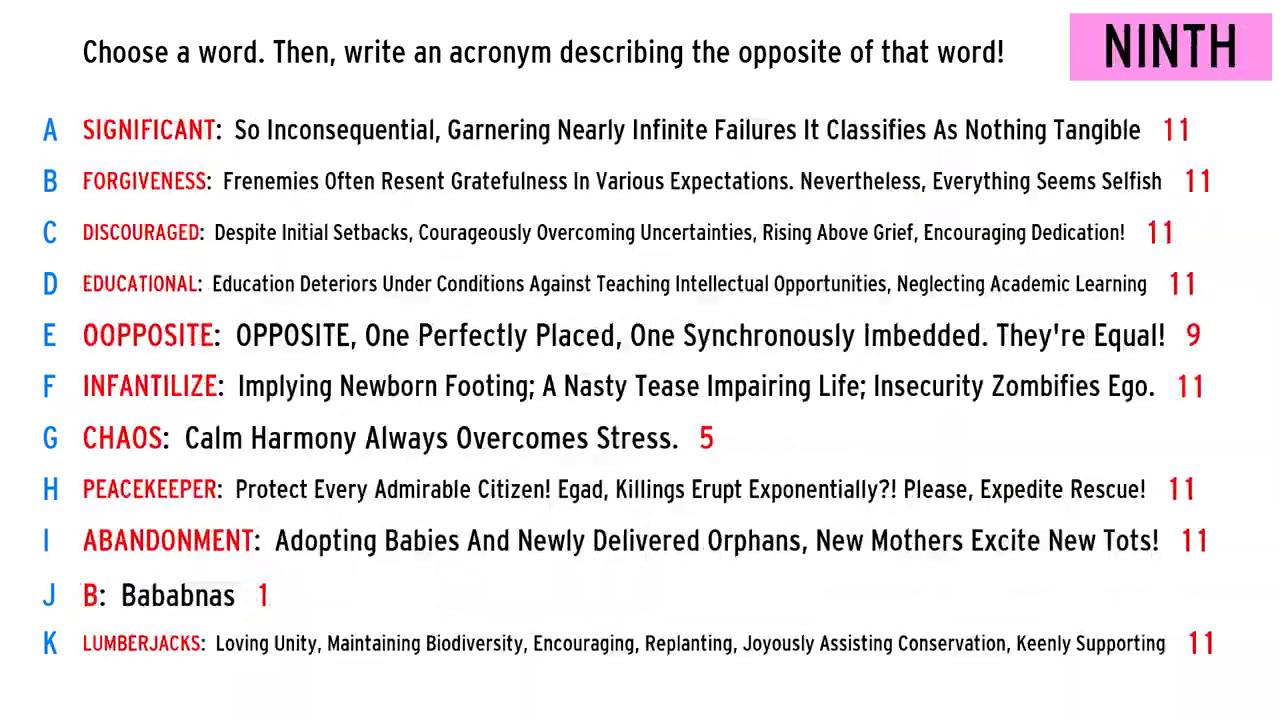 Choose a word. Then, write an acronym describing the opposite of that word!
NINTH
A SIGNIFICANT: So Inconsequential, Garnering Nearly Infinite Failures It Classifies As Nothing Tangible 11
B FORGIVENESS: Frenemies Often Resent Gratefulness In Various Expectations. Nevertheless, Everything Seems Selfish 11
C DISCOURAGED: Despite Initial Setbacks, Courageously Overcoming Uncertainties, Rising Above Grief, Encouraging Dedication! 11
D EDUCATIONAL: Education Deteriors Under Conditions Against Teaching Intellectual Opportunities, Neglecting Academic Learning 11
E OOPPOSITE: OPPOSITE, One Perfectly Placed, One Synchronously Imbedded. They're Equal! 9
F INFANTILIZE: Implying Newborn Footing; A Nasty Tease Impairing Life; Insecurity Zombifies Ego. 11
G CHAOS: Calm Harmony Always Overcomes Stress. 5
H PEACEKEEPER: Protect Every Admirable Citizen! Egad, Killings Erupt Exponentially?! Please, Expedite Rescue! 11
I ABANDONMENT: Adopting Babies And Newly Delivered Orphans, New Mothers Excite New Tots! 11
J B: Bababnas 1
K LUMBERJACKS: Loving Unity, Maintaining Biodiversity, Encouraging, Replanting, Joyously Assisting Conservation, Keenly Supporting 11